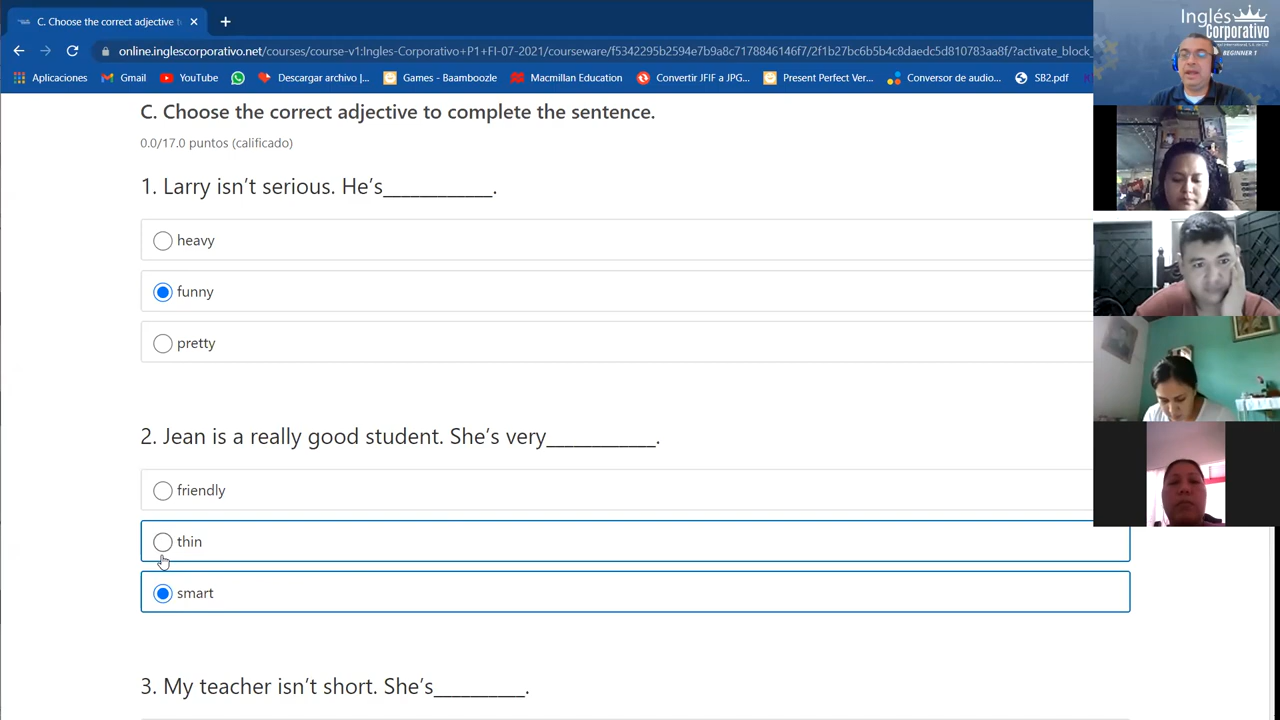 C. Choose the correct adjective t
online.inglescorporativo.net/courses/course-v1:Ingles-Corporativo+P1+FI-07-2021/courseware/f5342295b2594e7b9a8c7178846146f7/2f1b27bc6b5b4c8daedc5d810783aa8f/?activate_block_
Aplicaciones
Gmail
YouTube
Descargar archivo |...
Games - Baamboozle
Macmillan Education
Convertir JFIF a JPG...
Present Perfect Ver...
Conversor de audio...
SB2.pdf
Inglés
Corporativo
BEGINNER 1
C. Choose the correct adjective to complete the sentence.
0.0/17.0 puntos (calificado)
1. Larry isn’t serious. He’s___________.
heavy
funny
pretty
2. Jean is a really good student. She’s very___________.
friendly
thin
smart
3. My teacher isn’t short. She’s_________.